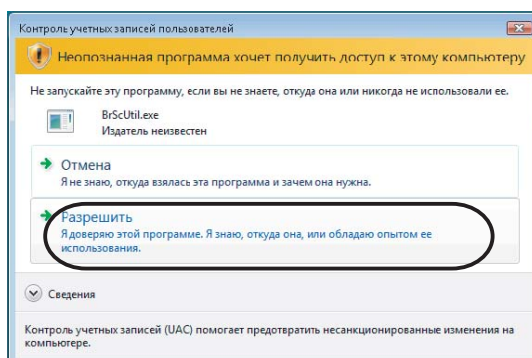 Контроль учетных записей пользователей
Неопознанная программа хочет получить доступ к этому компьютеру
Не запускайте эту программу, если вы не знаете, откуда она или никогда не использовали ее.
BrScUtil.exe
Издатель неизвестен
Отмена
Я не знаю, откуда взялась эта программа и зачем она нужна.
Разрешить
Я доверяю этой программе. Я знаю, откуда она, или обладаю опытом ее
использования.
Сведения
Контроль учетных записей (UAC) помогает предотвратить несанкционированные изменения на
компьютере.